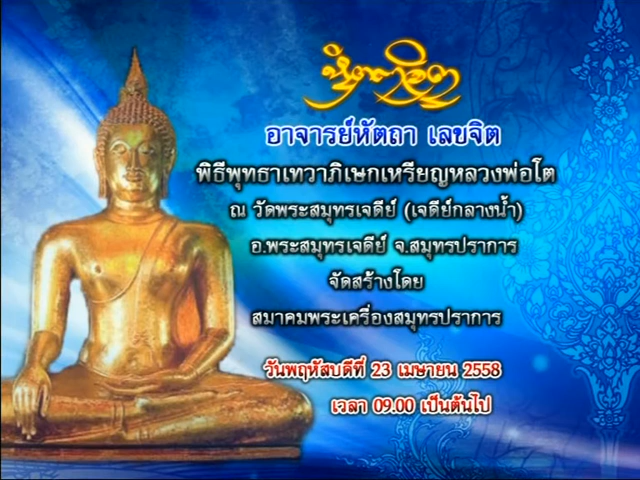 หัตถาลิขิต
อาจารย์หัตถา เลขจิต
พิธีพุทธาเทวาภิเษกเหรียญหลวงพ่อโต
ณ วัดพระสมุทรเจดีย์ (เจดีย์กลางน้ำ)
อ.พระสมุทรเจดีย์ จ.สมุทรปราการ
จัดสร้างโดย
สมาคมพระเครื่องสมุทรปราการ
วันพฤหัสบดีที่ 23 เมษายน 2558
เวลา 09.00 เป็นต้นไป